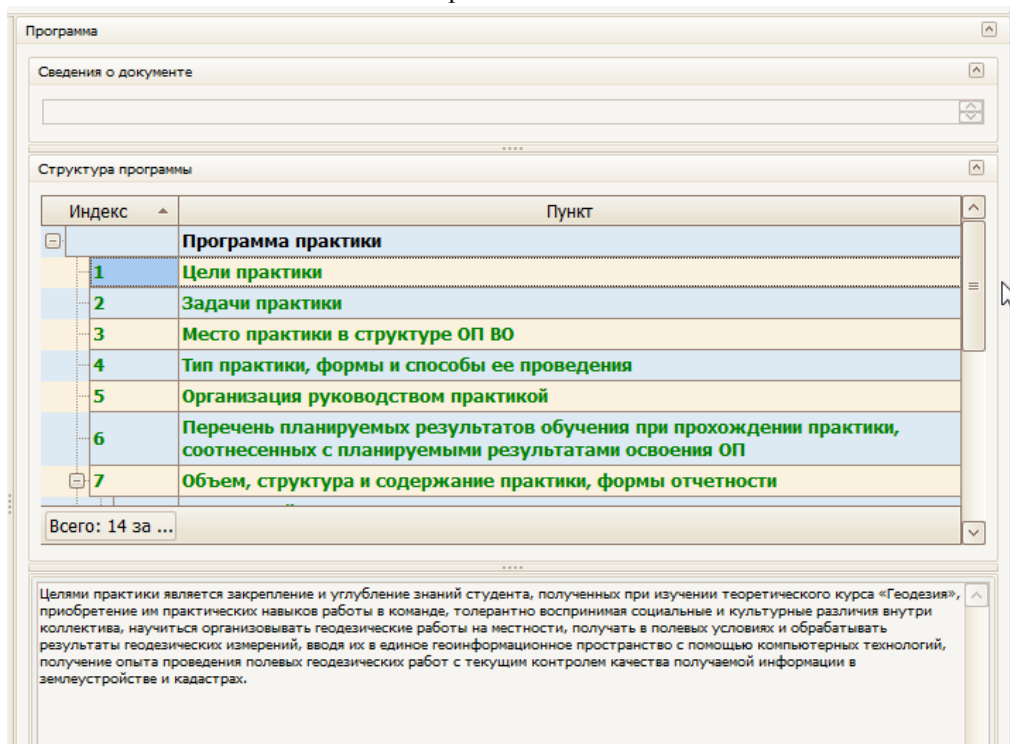 Программа
Сведения о документе
Структура программы
Индекс Пункт
Программа практики
1 Цели практики
2 Задачи практики
3 Место практики в структуре ОП ВО
4 Тип практики, формы и способы ее проведения
5 Организация руководством практикой
6 Перечень планируемых результатов обучения при прохождении практики,
соотнесенных с планируемыми результатами освоения ОП
7 Объем, структура и содержание практики, формы отчетности
Всего: 14 за ...
Целями практики является закрепление и углубление знаний студента, полученных при изучении теоретического курса «Геодезия»,
приобретение им практических навыков работы в команде, толерантно воспринимая социальные и культурные различия внутри
коллектива, научиться организовывать геодезические работы на местности, получать в полевых условиях и обрабатывать
результаты геодезических измерений, вводя их в единое геоинформационное пространство с помощью компьютерных технологий,
получение опыта проведения полевых геодезических работ с текущим контролем качества получаемой информации в
землеустройстве и кадастрах.